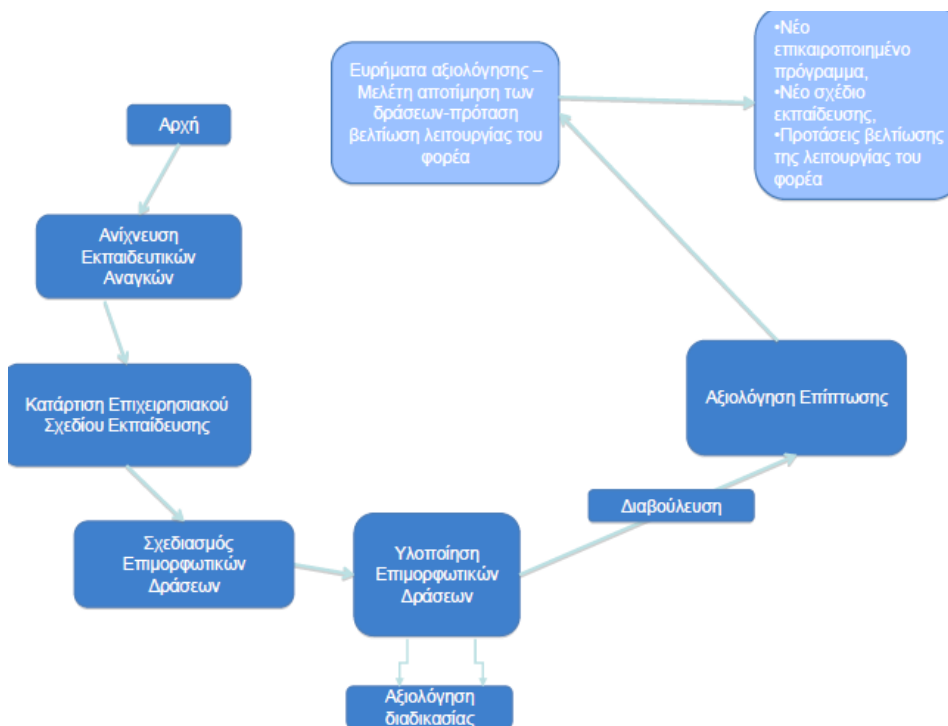 Αρχή
Ανίχνευση
Εκπαιδευτικών
Αναγκών
Κατάρτιση Επιχειρησιακού
Σχεδίου Εκπαίδευσης
Σχεδιασμός
Επιμορφωτικών
Δράσεων
Υλοποίηση
Επιμορφωτικών
Δράσεων
Αξιολόγηση
διαδικασίας
Διαβούλευση
Αξιολόγηση Επίπτωσης
Ευρήματα αξιολόγησης –
Μελέτη αποτίμηση των
δράσεων-πρόταση
βελτίωση λειτουργίας του
φορέα
•Νέο
επικαιροποιημένο
πρόγραμμα,
•Νέο σχέδιο
εκπαίδευσης,
•Προτάσεις βελτίωσης
της λειτουργίας του
φορέα